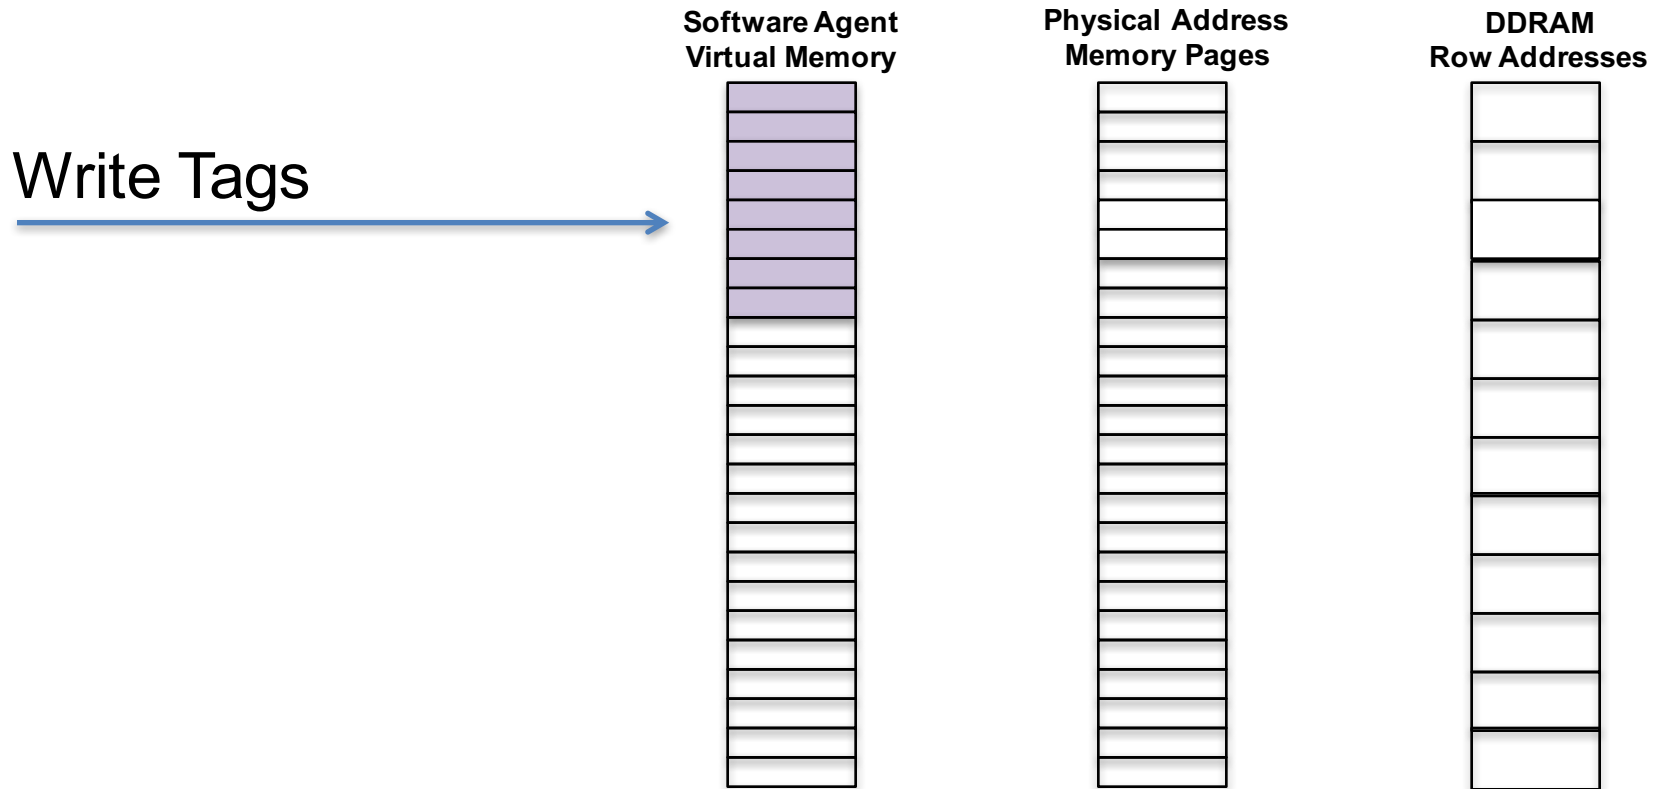 Software Agent
Virtual Memory
Physical Address
Memory Pages
DDRAM
Row Addresses
Write Tags